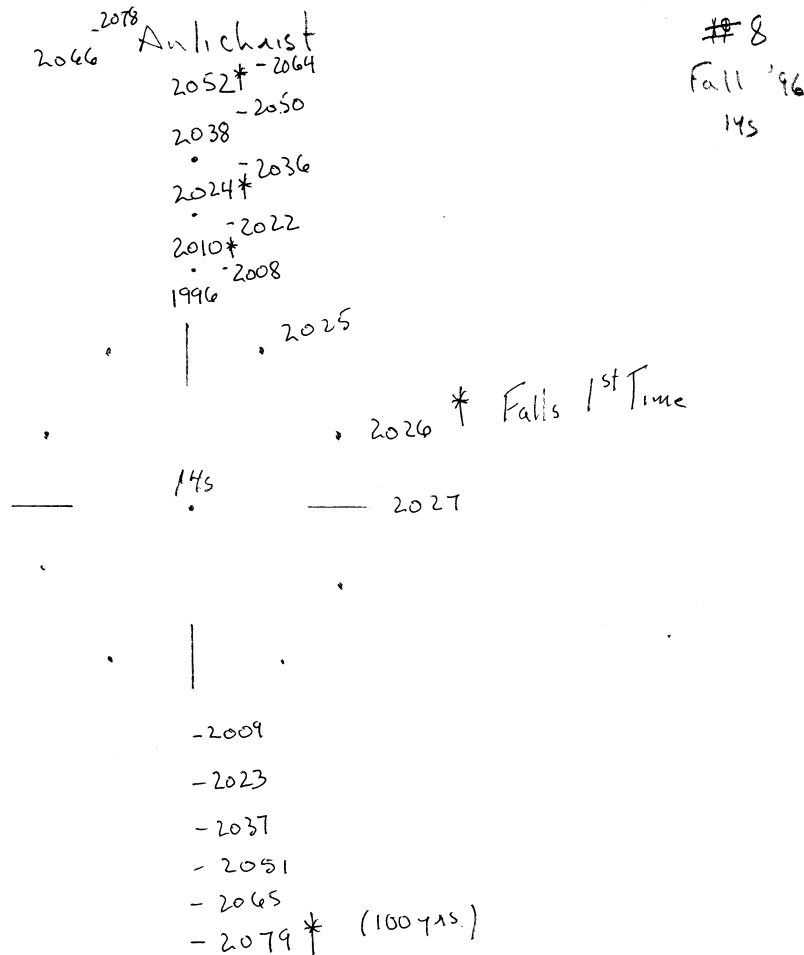 2066 -2078 Antichrist
# 8
Fall '96
14s
2052* - 2064
- 2050
2038
- 2036
2024*
- 2022
2010*
- 2008
1996
2025
2026 * Falls 1st Time
14s
2027
- 2009
- 2023
- 2037
- 2051
- 2065
- 2079 * (100 yrs.)